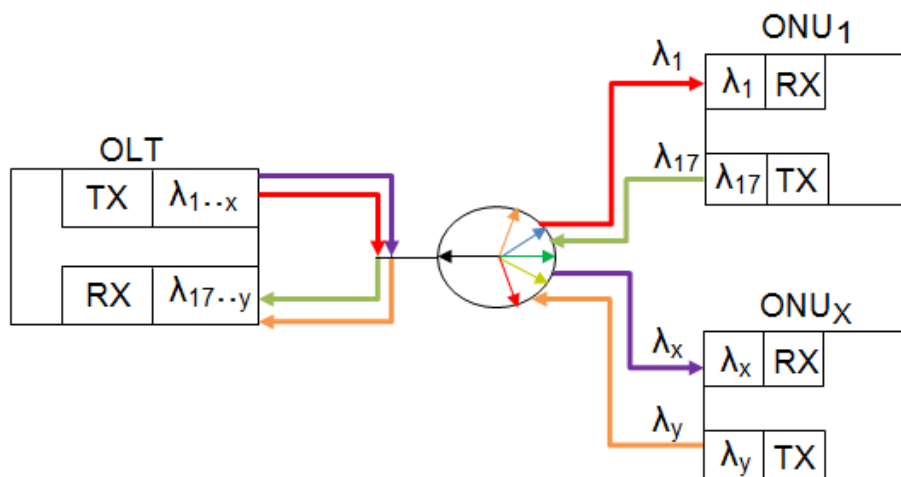 OLT
TX λ1..x
RX λ17..y
ONU1
λ1
λ1 RX
λ17
λ17 TX
ONUX
λx
λx RX
λy
λy TX